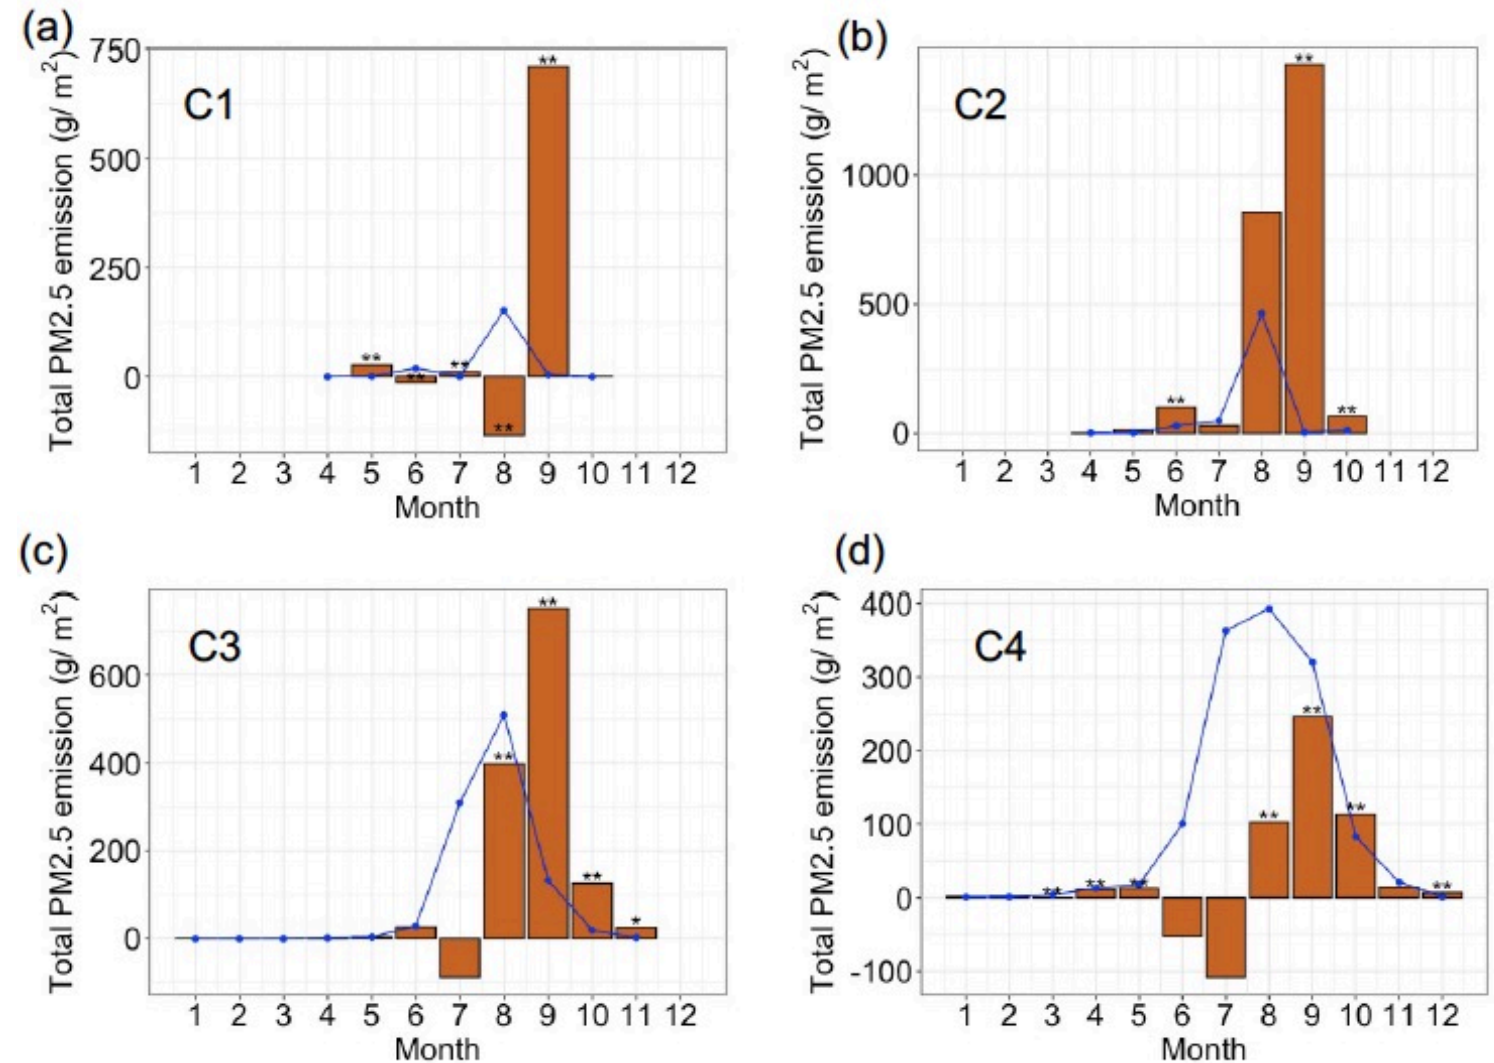 (a)
Total PM2.5 emission (g/ m²)
750
500
250
0
C1
**
**
**
**
**
1 2 3 4 5 6 7 8 9 10 11 12
Month
(b)
Total PM2.5 emission (g/ m²)
1000
500
0
C2
**
**
**
1 2 3 4 5 6 7 8 9 10 11 12
Month
(c)
Total PM2.5 emission (g/ m²)
600
400
200
0
C3
**
**
**
*
1 2 3 4 5 6 7 8 9 10 11 12
Month
(d)
Total PM2.5 emission (g/ m²)
400
300
200
100
0
-100
C4
**
**
**
**
**
**
**
1 2 3 4 5 6 7 8 9 10 11 12
Month